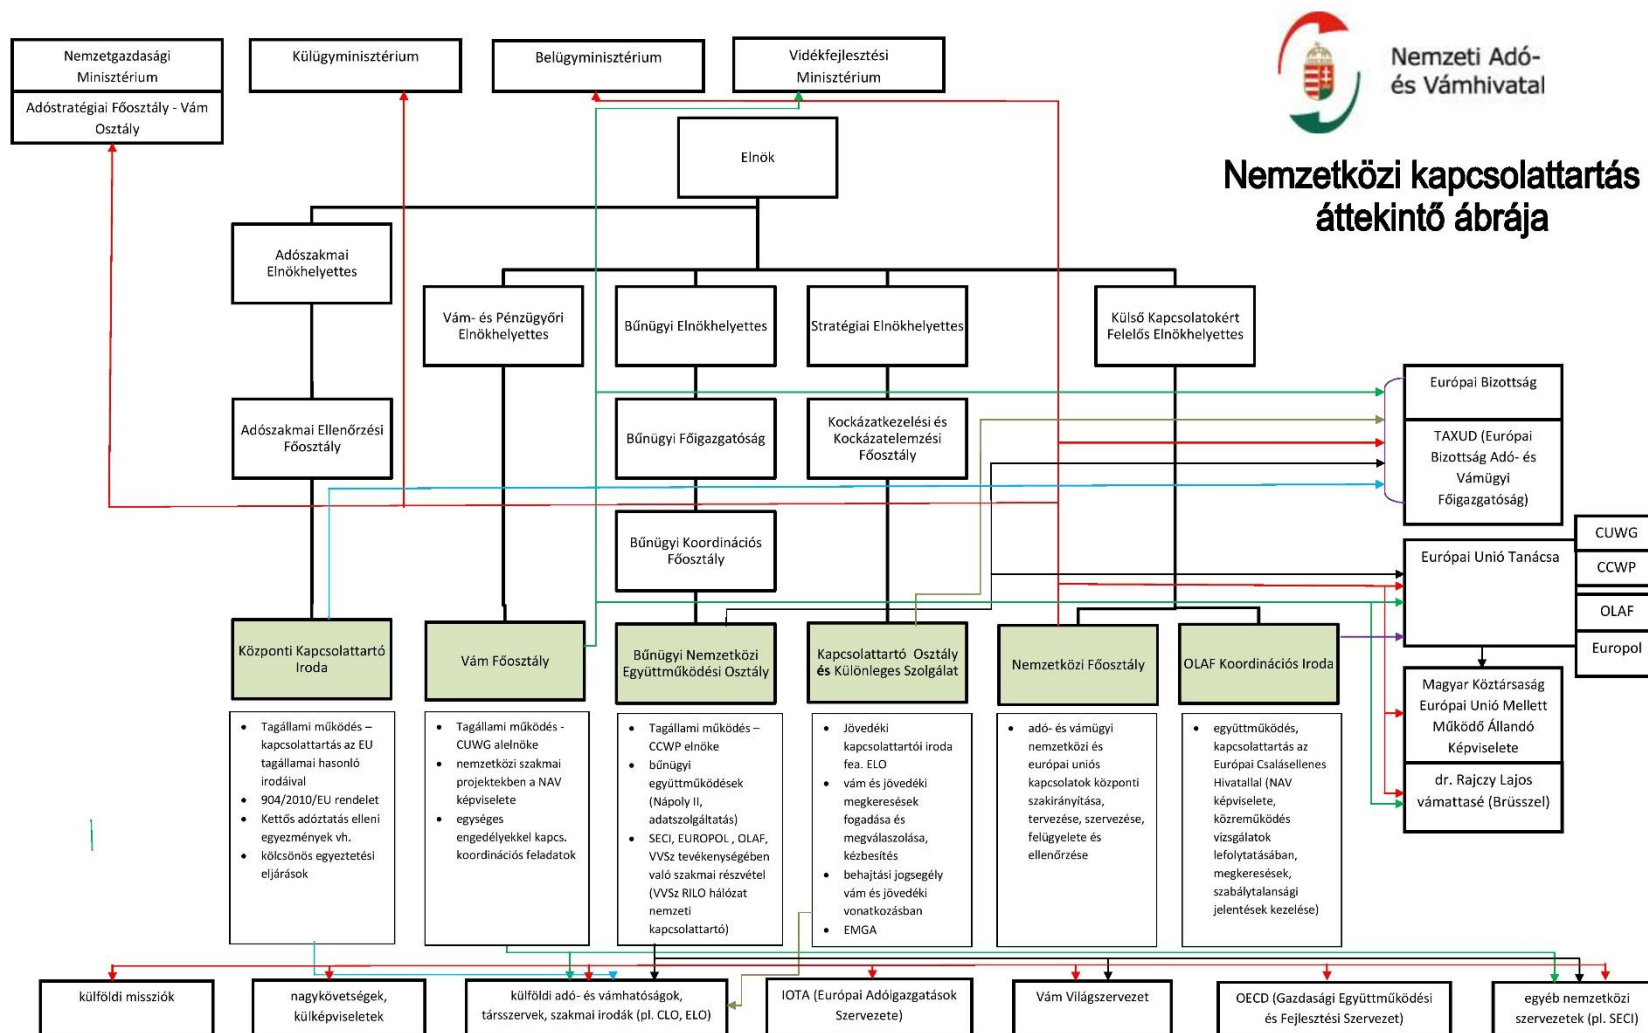 Nemzetgazdasági
Minisztérium
Adóstratégiai Főosztály - Vám
Osztály
Külügyminisztérium
Belügyminisztérium
Vidékfejlesztési
Minisztérium
Nemzeti Adó-
és Vámhivatal
Nemzetközi kapcsolattartás
áttekintő ábrája
Elnök
Adószakmai
Elnökhelyettes
Vám- és Pénzügyőri
Elnökhelyettes
Bűnügyi Elnökhelyettes
Stratégiai Elnökhelyettes
Külső Kapcsolatokért
Felelős Elnökhelyettes
Adószakmai Ellenőrzési
Főosztály
Bűnügyi Főigazgatóság
Kockázatkezelési és
Kockázatelemzési
Főosztály
Bűnügyi Koordinációs
Főosztály
Európai Bizottság
TAXUD (Európai
Bizottság Adó- és
Vámügyi
Főigazgatóság)
Európai Unió Tanácsa
CUWG
CCWP
OLAF
Europol
Magyar Köztársaság
Európai Unió Mellett
Működő Állandó
Képviselete
dr. Rajczy Lajos
vámattasé (Brüsszel)
Központi Kapcsolattartó
Iroda
Vám Főosztály
Bűnügyi Nemzetközi
Együttműködési Osztály
Kapcsolattartó Osztály
és Különleges Szolgálat
Nemzetközi Főosztály
OLAF Koordinációs Iroda
• Tagállami működés –
kapcsolattartás az EU
tagállamai hasonló
irodáival
• 904/2010/EU rendelet
• Kettős adóztatás elleni
egyezmények vh.
• kölcsönös egyeztetési
eljárások
• Tagállami működés -
CUWG alelnöke
• nemzetközi szakmai
projektekben a NAV
képviselete
• egységes
engedélyekkel kapcs.
koordinációs feladatok
• Tagállami működés –
CCWP elnöke
• bűnügyi
együttműködések
(Nápoly II,
adatszolgáltatás)
• SECI, EUROPOL , OLAF,
VVSz tevékenységében
való szakmai részvétel
(VVSz RILO hálózat
nemzeti
kapcsolattartó)
• Jövedéki
kapcsolattartói iroda
fea. ELO
• vám és jövedéki
megkeresések
fogadása és
megválaszolása,
kézbesítés
• behajtási jogsegély
vám és jövedéki
vonatkozásban
• EMGA
• adó- és vámügyi
nemzetközi és
európai uniós
kapcsolatok központi
szakirányítása,
tervezése, szervezése,
felügyelete és
ellenőrzése
• együttműködés,
kapcsolattartás az
Európai Csalásellenes
Hivatallal (NAV
képviselete,
közreműködés
vizsgálatok
lefolytatásában,
megkeresések,
szabálytalansági
jelentések kezelése)
külföldi missziók
nagykövetségek,
külképviseletek
külföldi adó- és vámhatóságok,
társszervek, szakmai irodák (pl. CLO, ELO)
IOTA (Európai Adóigazgatások
Szervezete)
Vám Világszervezet
OECD (Gazdasági Együttműködési
és Fejlesztési Szervezet)
egyéb nemzetközi
szervezetek (pl. SECI)